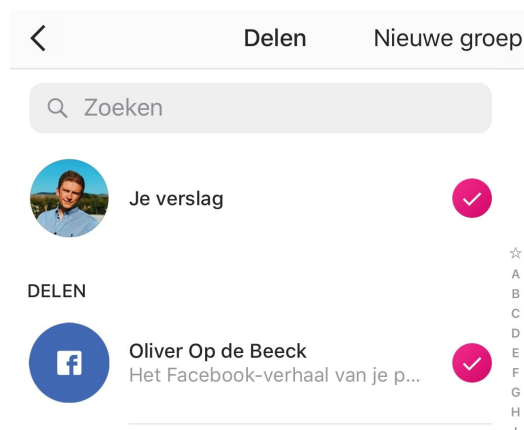 Delen Nieuwe groep
Zoeken
Je verslag
DELEN
Oliver Op de Beeck
Het Facebook-verhaal van je p...
A
B
C
D
E
F
G
H